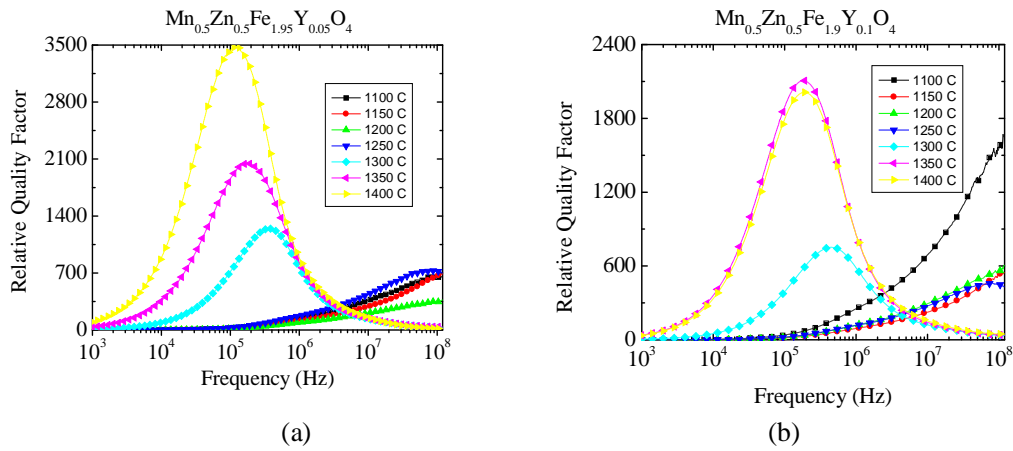 Mn0.5Zn0.5Fe1.95Y0.05O4
3500
2800
2100
1400
700
0
Relative Quality Factor
1100 C
1150 C
1200 C
1250 C
1300 C
1350 C
1400 C
10^3 10^4 10^5 10^6 10^7 10^8
Frequency (Hz)
(a)
Mn0.5Zn0.5Fe1.9Y0.1O4
2400
1800
1200
600
0
Relative Quality Factor
1100 C
1150 C
1200 C
1250 C
1300 C
1350 C
1400 C
10^3 10^4 10^5 10^6 10^7 10^8
Frequency (Hz)
(b)